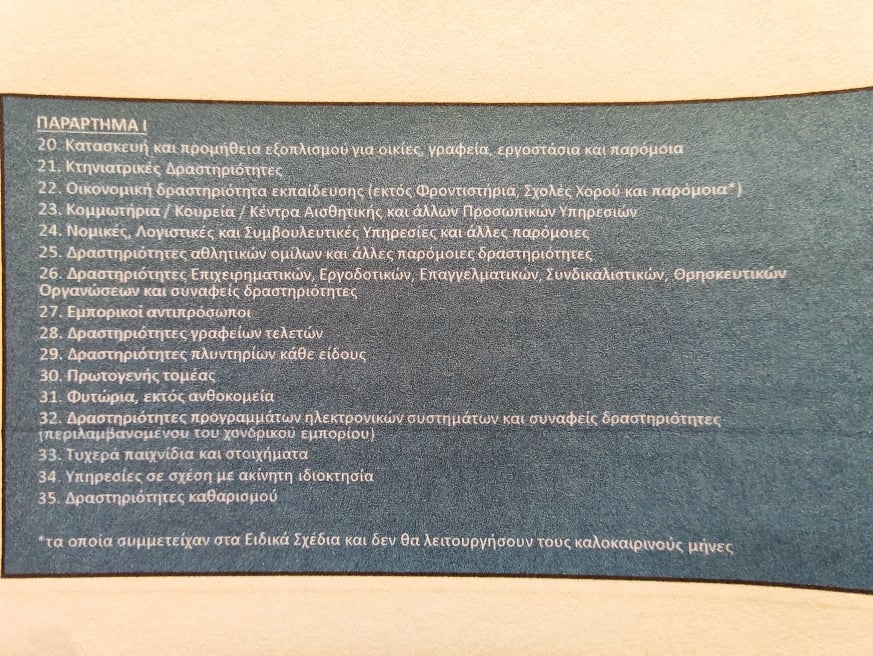 ΠΑΡΑΡΤΗΜΑ Ι
20. Κατασκευή και προμήθεια εξοπλισμού για οικίες, γραφεία, εργοστάσια και παρόμοια
21. Κτηνιατρικές Δραστηριότητες
22. Οικονομική δραστηριότητα εκπαίδευσης (εκτός Φροντιστήρια, Σχολές Χορού και παρόμοια*)
23. Κομμωτήρια / Κουρεία / Κέντρα Αισθητικής και άλλων Προσωπικών Υπηρεσιών
24. Νομικές, Λογιστικές και Συμβουλευτικές Υπηρεσίες και άλλες παρόμοιες
25. Δραστηριότητες αθλητικών ομίλων και άλλες παρόμοιες δραστηριότητες
26. Δραστηριότητες Επιχειρηματικών, Εργοδοτικών, Επαγγελματικών, Συνδικαλιστικών, Θρησκευτικών
Οργανώσεων και συναφείς δραστηριότητες
27. Εμπορικοί αντιπρόσωποι
28. Δραστηριότητες γραφείων τελετών
29. Δραστηριότητες πλυντηρίων κάθε είδους
30. Πρωτογενής τομέας
31. Φυτώρια, εκτός ανθοκομεία
32. Δραστηριότητες προγραμμάτων ηλεκτρονικών συστημάτων και συναφείς δραστηριότητες
(περιλαμβανομένου του χονδρικού εμπορίου)
33. Τυχερά παιχνίδια και στοιχήματα
34. Υπηρεσίες σε σχέση με ακίνητη ιδιοκτησία
35. Δραστηριότητες καθαρισμού
*τα οποία συμμετείχαν στα Ειδικά Σχέδια και δεν θα λειτουργήσουν τους καλοκαιρινούς μήνες